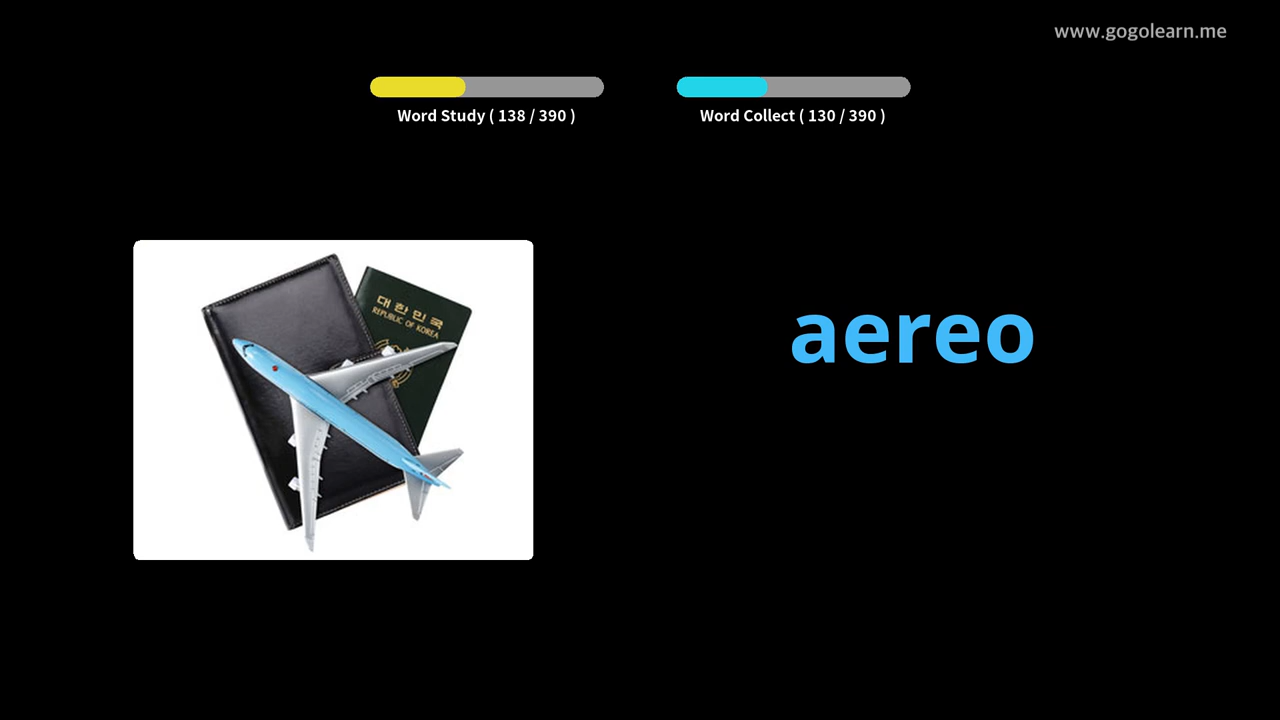 www.gogolearn.me
Word Study ( 138 / 390 )
Word Collect ( 130 / 390 )
대한민국
REPUBLIC OF KOREA
aereo